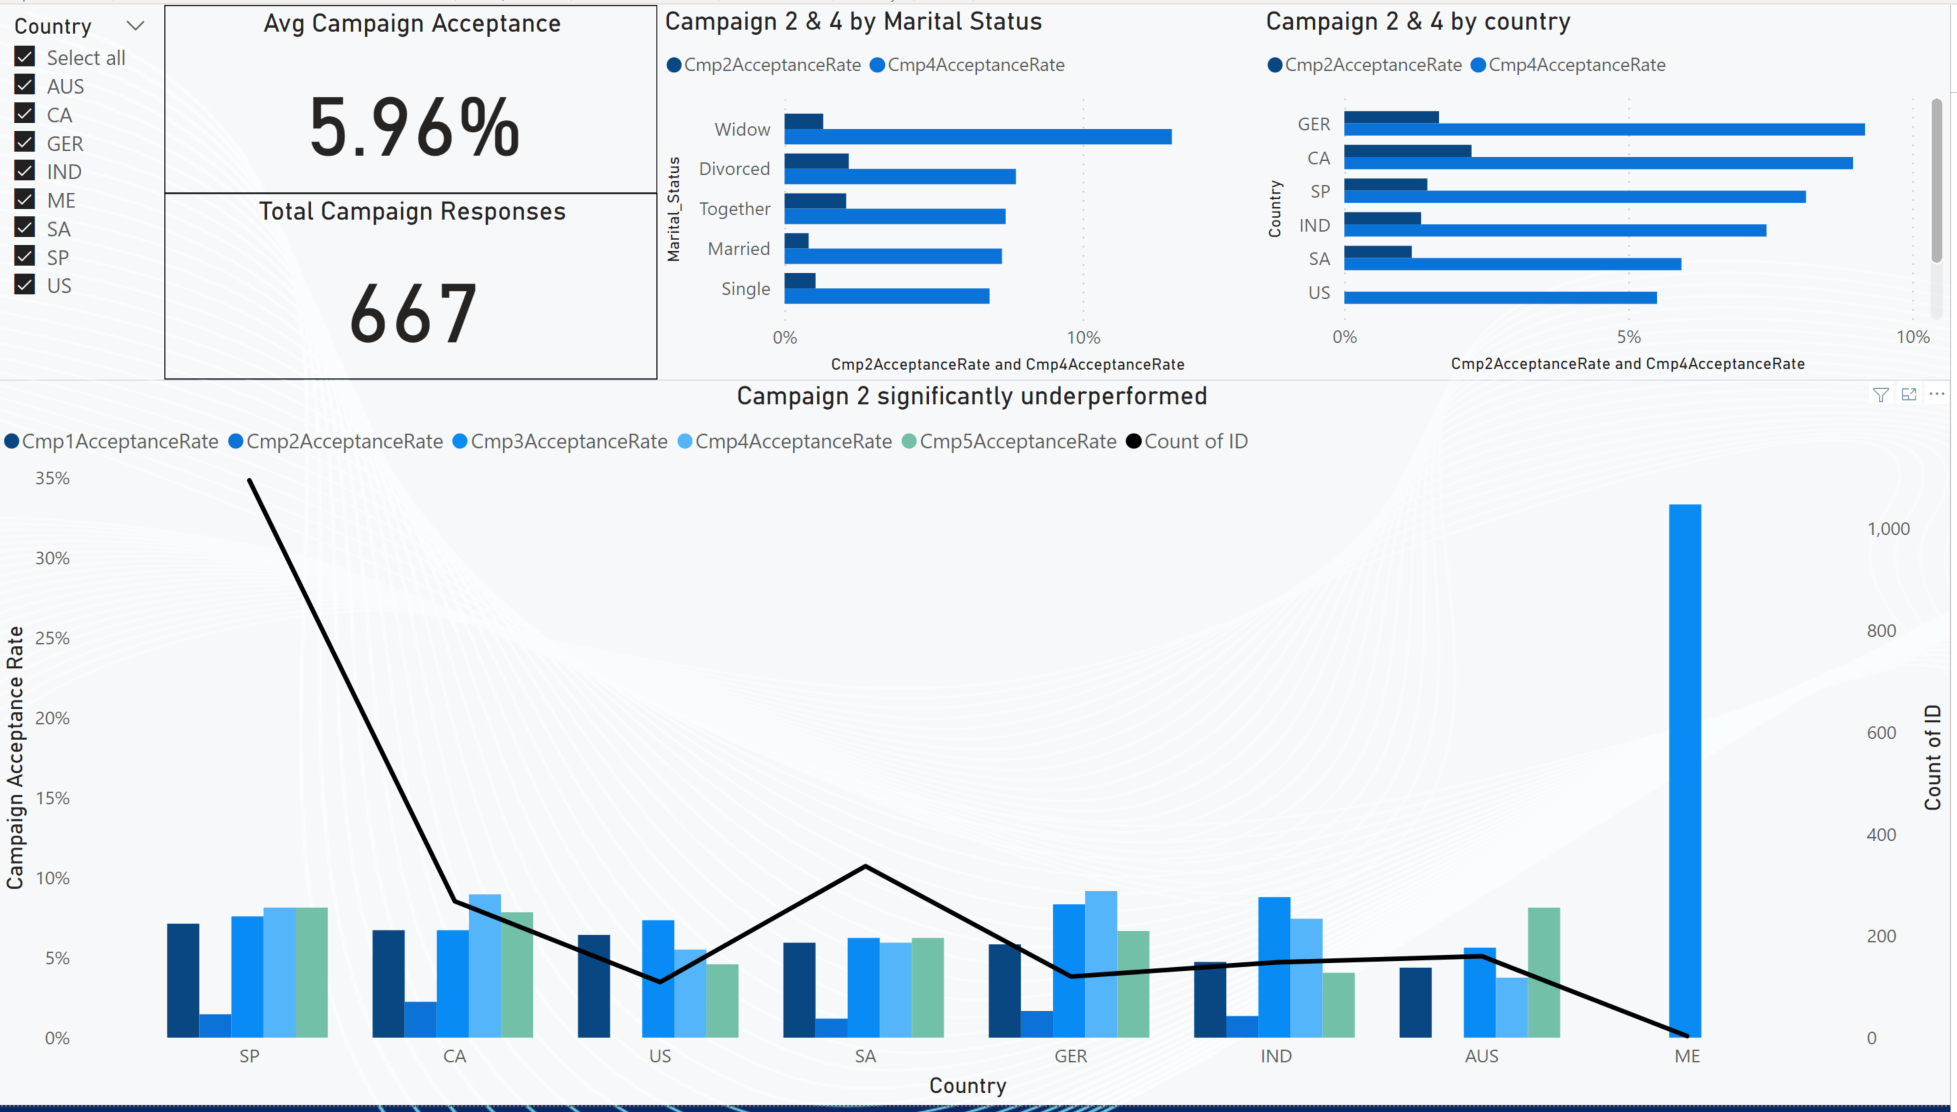 Country
Select all
AUS
CA
GER
IND
ME
SA
SP
US
Avg Campaign Acceptance
5.96%
Total Campaign Responses
667
Campaign 2 & 4 by Marital Status
Cmp2AcceptanceRate Cmp4AcceptanceRate
Marital_Status
Widow
Divorced
Together
Married
Single
0% 10%
Cmp2AcceptanceRate and Cmp4AcceptanceRate
Campaign 2 & 4 by country
Cmp2AcceptanceRate Cmp4AcceptanceRate
Country
GER
CA
SP
IND
SA
US
0% 5% 10%
Cmp2AcceptanceRate and Cmp4AcceptanceRate
Campaign 2 significantly underperformed
Cmp1AcceptanceRate Cmp2AcceptanceRate Cmp3AcceptanceRate Cmp4AcceptanceRate Cmp5AcceptanceRate Count of ID
Campaign Acceptance Rate
35%
30%
25%
20%
15%
10%
5%
0%
1,000
800
600
400
200
0
Count of ID
SP CA US SA GER IND AUS ME
Country